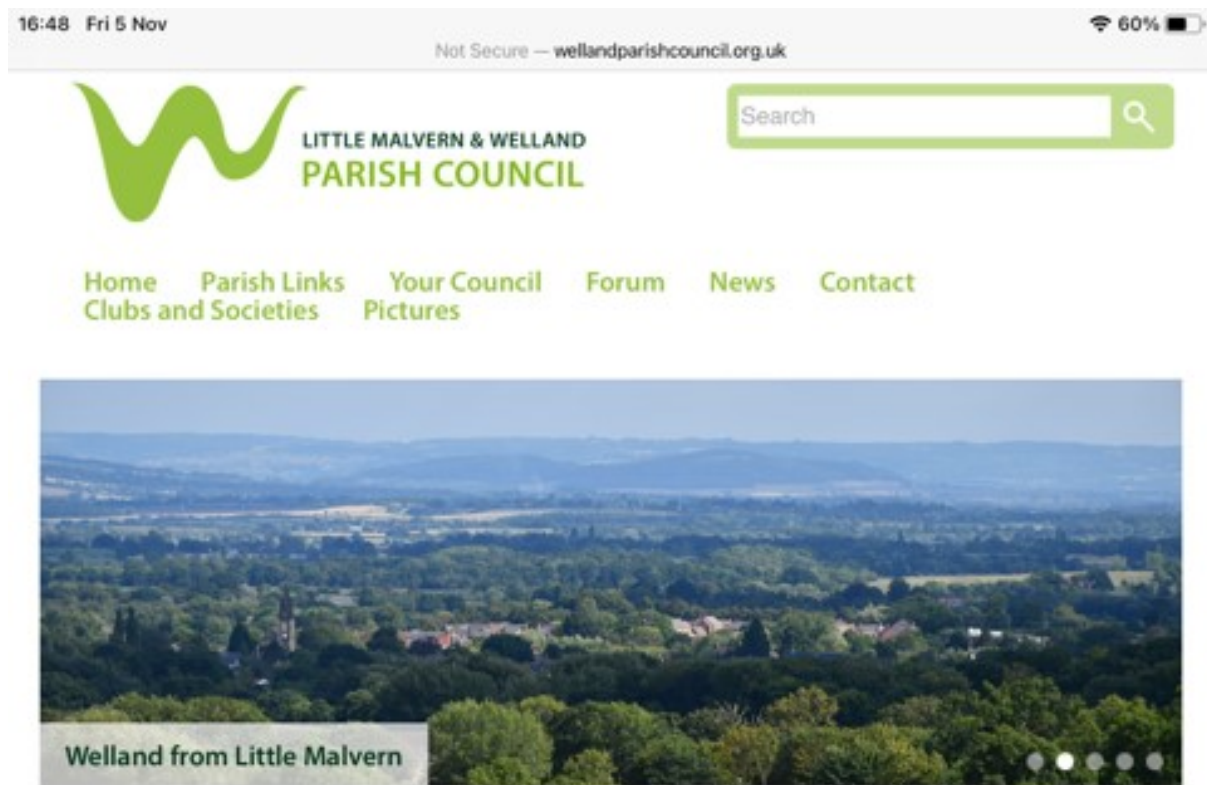 16:48 Fri 5 Nov 60%
Not Secure — wellandparishcouncil.org.uk
LITTLE MALVERN & WELLAND
PARISH COUNCIL
Search
Home Parish Links Your Council Forum News Contact
Clubs and Societies Pictures
Welland from Little Malvern